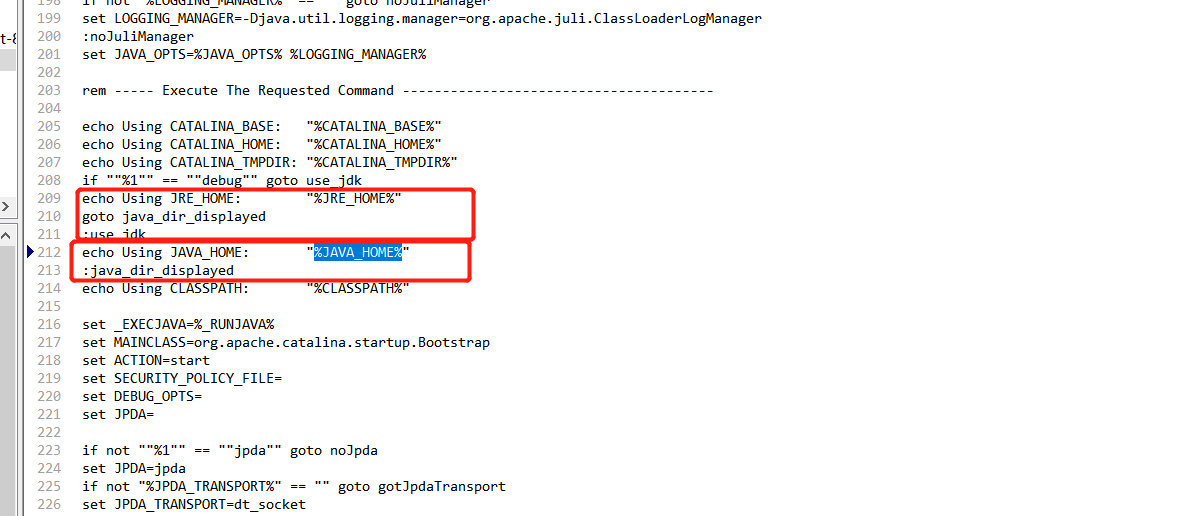 198 if not "%LOGGING_MANAGER%" == "" goto noJuliManager
199 set LOGGING_MANAGER=-Djava.util.logging.manager=org.apache.juli.ClassLoaderLogManager
200 :noJuliManager
t-8
201 set JAVA_OPTS=%JAVA_OPTS% %LOGGING_MANAGER%
202
203 rem ----- Execute The Requested Command ---------------------------------------
204
205 echo Using CATALINA_BASE:   "%CATALINA_BASE%"
206 echo Using CATALINA_HOME:   "%CATALINA_HOME%"
207 echo Using CATALINA_TMPDIR: "%CATALINA_TMPDIR%"
208 if ""%1"" == ""debug"" goto use_jdk
209 echo Using JRE_HOME:        "%JRE_HOME%"
210 goto java_dir_displayed
211 :use_jdk
212 echo Using JAVA_HOME:       "%JAVA_HOME%"
213 :java_dir_displayed
214 echo Using CLASSPATH:       "%CLASSPATH%"
215
216 set _EXECJAVA=%_RUNJAVA%
217 set MAINCLASS=org.apache.catalina.startup.Bootstrap
218 set ACTION=start
219 set SECURITY_POLICY_FILE=
220 set DEBUG_OPTS=
221 set JPDA=
222
223 if not ""%1"" == ""jpda"" goto noJpda
224 set JPDA=jpda
225 if not "%JPDA_TRANSPORT%" == "" goto gotJpdaTransport
226 set JPDA_TRANSPORT=dt_socket